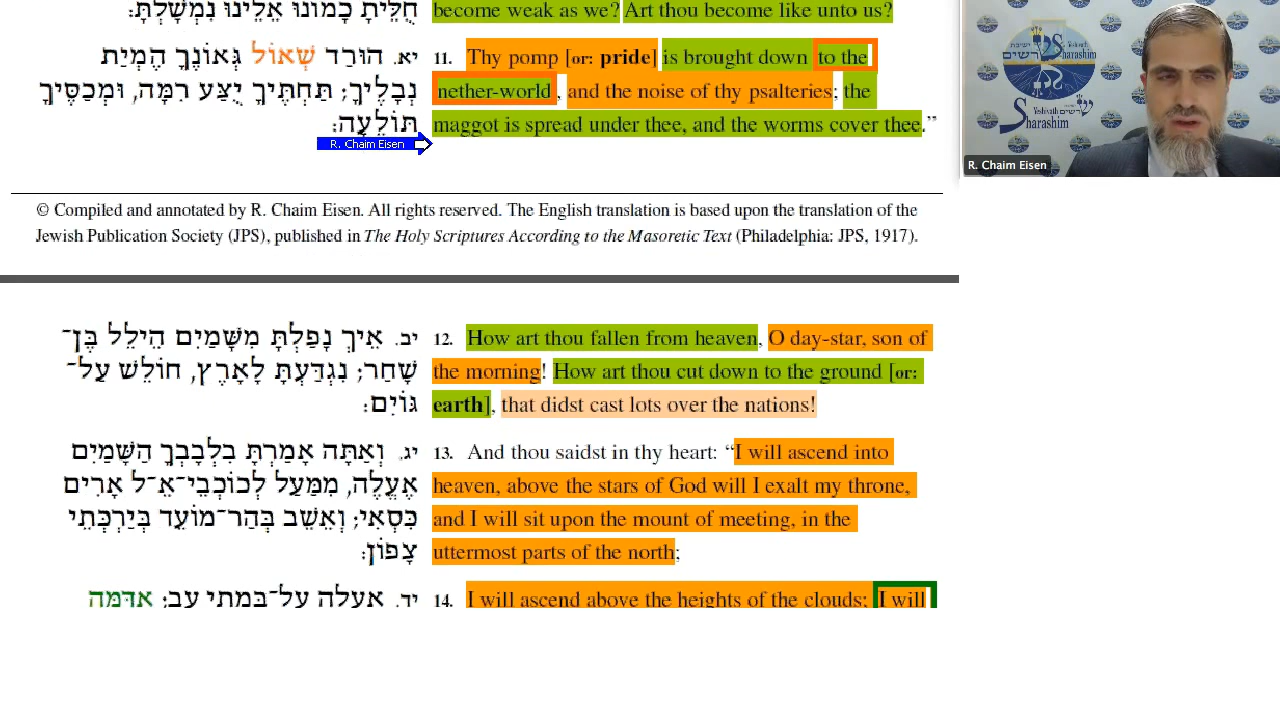 חֻלֵּיתָ כָמוֹנוּ אֵלֵינוּ נִמְשָׁלְתָּ:
become weak as we? Art thou become like unto us?
יא. הוּרַד שְׁאוֹל גְּאוֹנֶךָ הֶמְיַת
נְבָלֶיךָ; תַּחְתֶּיךָ יֻצַּע רִמָּה, וּמְכַסֶּיךָ
תּוֹלֵעָה:
11. Thy pomp [or: pride] is brought down to the
nether-world, and the noise of thy psalteries; the
maggot is spread under thee, and the worms cover thee.”
R. Chaim Eisen
© Compiled and annotated by R. Chaim Eisen. All rights reserved. The English translation is based upon the translation of the
Jewish Publication Society (JPS), published in The Holy Scriptures According to the Masoretic Text (Philadelphia: JPS, 1917).
יב. אֵיךְ נָפַלְתָּ מִשָּׁמַיִם הֵילֵל בֶּן־
שָׁחַר; נִגְדַּעְתָּ לָאָרֶץ, חוֹלֵשׁ עַל־
גּוֹיִם:
12. How art thou fallen from heaven, O day-star, son of
the morning! How art thou cut down to the ground [or:
earth], that didst cast lots over the nations!
יג. וְאַתָּה אָמַרְתָּ בִלְבָבְךָ הַשָּׁמַיִם
אֶעֱלֶה, מִמַּעַל לְכוֹכְבֵי־אֵ־ל אָרִים
כִּסְאִי; וְאֵשֵׁב בְּהַר־מוֹעֵד בְּיַרְכְּתֵי
צָפוֹן:
13. And thou saidst in thy heart: “I will ascend into
heaven, above the stars of God will I exalt my throne,
and I will sit upon the mount of meeting, in the
uttermost parts of the north;
יד. אעלה על־במתי עב; אדמה
14. I will ascend above the heights of the clouds; I will
Yeshivath
Sharashim
R. Chaim Eisen